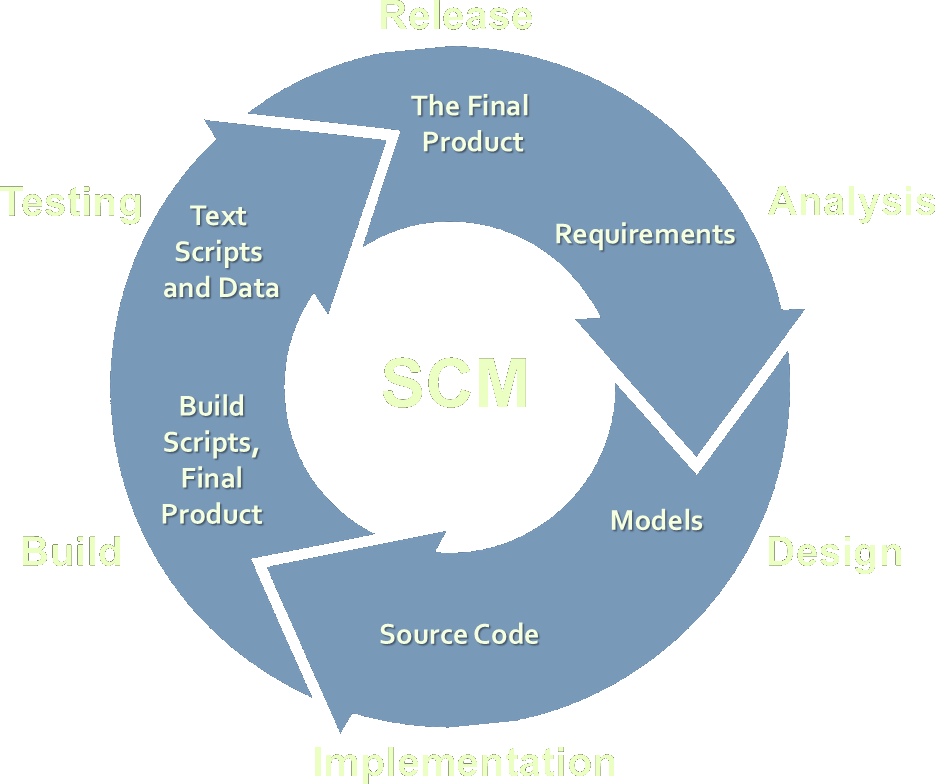 Release
The Final
Product
Testing
Analysis
Text
Scripts
and Data
Requirements
SCM
Build
Scripts,
Final
Product
Models
Build
Design
Source Code
Implementation